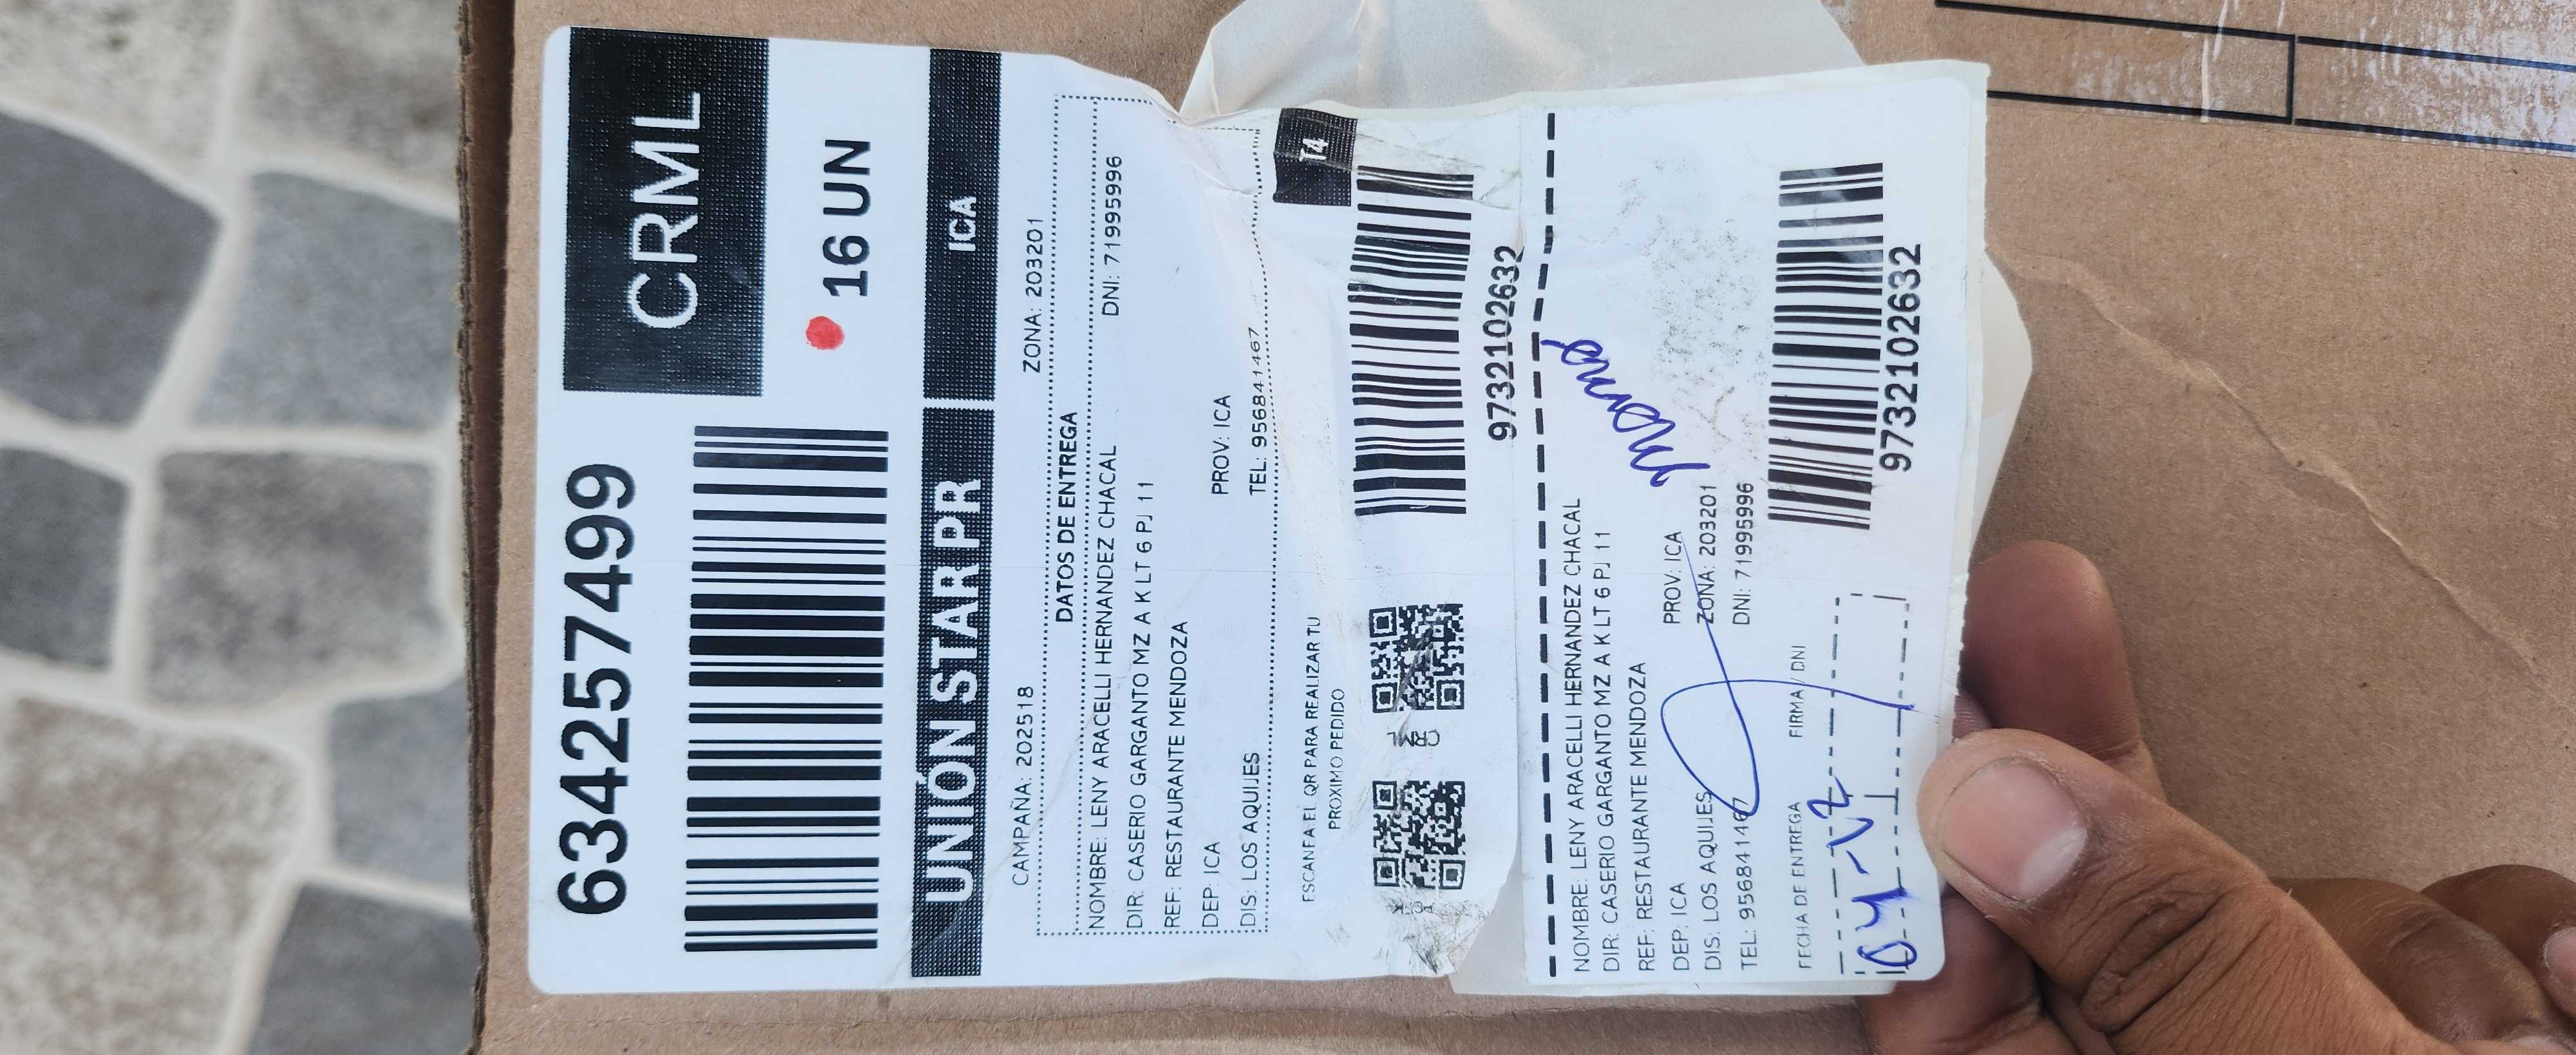 6342577499
CRML
16 UN
UNIÓN STAR PR
ICA
CAMPAÑA: 202518 ZONA: 203201
DATOS DE ENTREGA
NOMBRE: LENY ARACELLI HERNANDEZ CHACAL DNI: 71995996
DIR: CASERIO GARGANTO MZ A K LT 6 PJ 11
REF: RESTAURANTE MENDOZA
DEP: ICA PROV: ICA
DIS: LOS AQUIJES TEL: 956841467
T4
ESCANEA EL QR PARA REALIZAR TU
PROXIMO PEDIDO
9732102632
NOMBRE: LENY ARACELLI HERNANDEZ CHACAL
DIR: CASERIO GARGANTO MZ A K LT 6 PJ 11
REF: RESTAURANTE MENDOZA
DEP: ICA PROV: ICA
DIS: LOS AQUIJES ZONA: 203201
TEL: 956841467 DNI: 71995996
FECHA DE ENTREGA FIRMA / DNI
9732102632